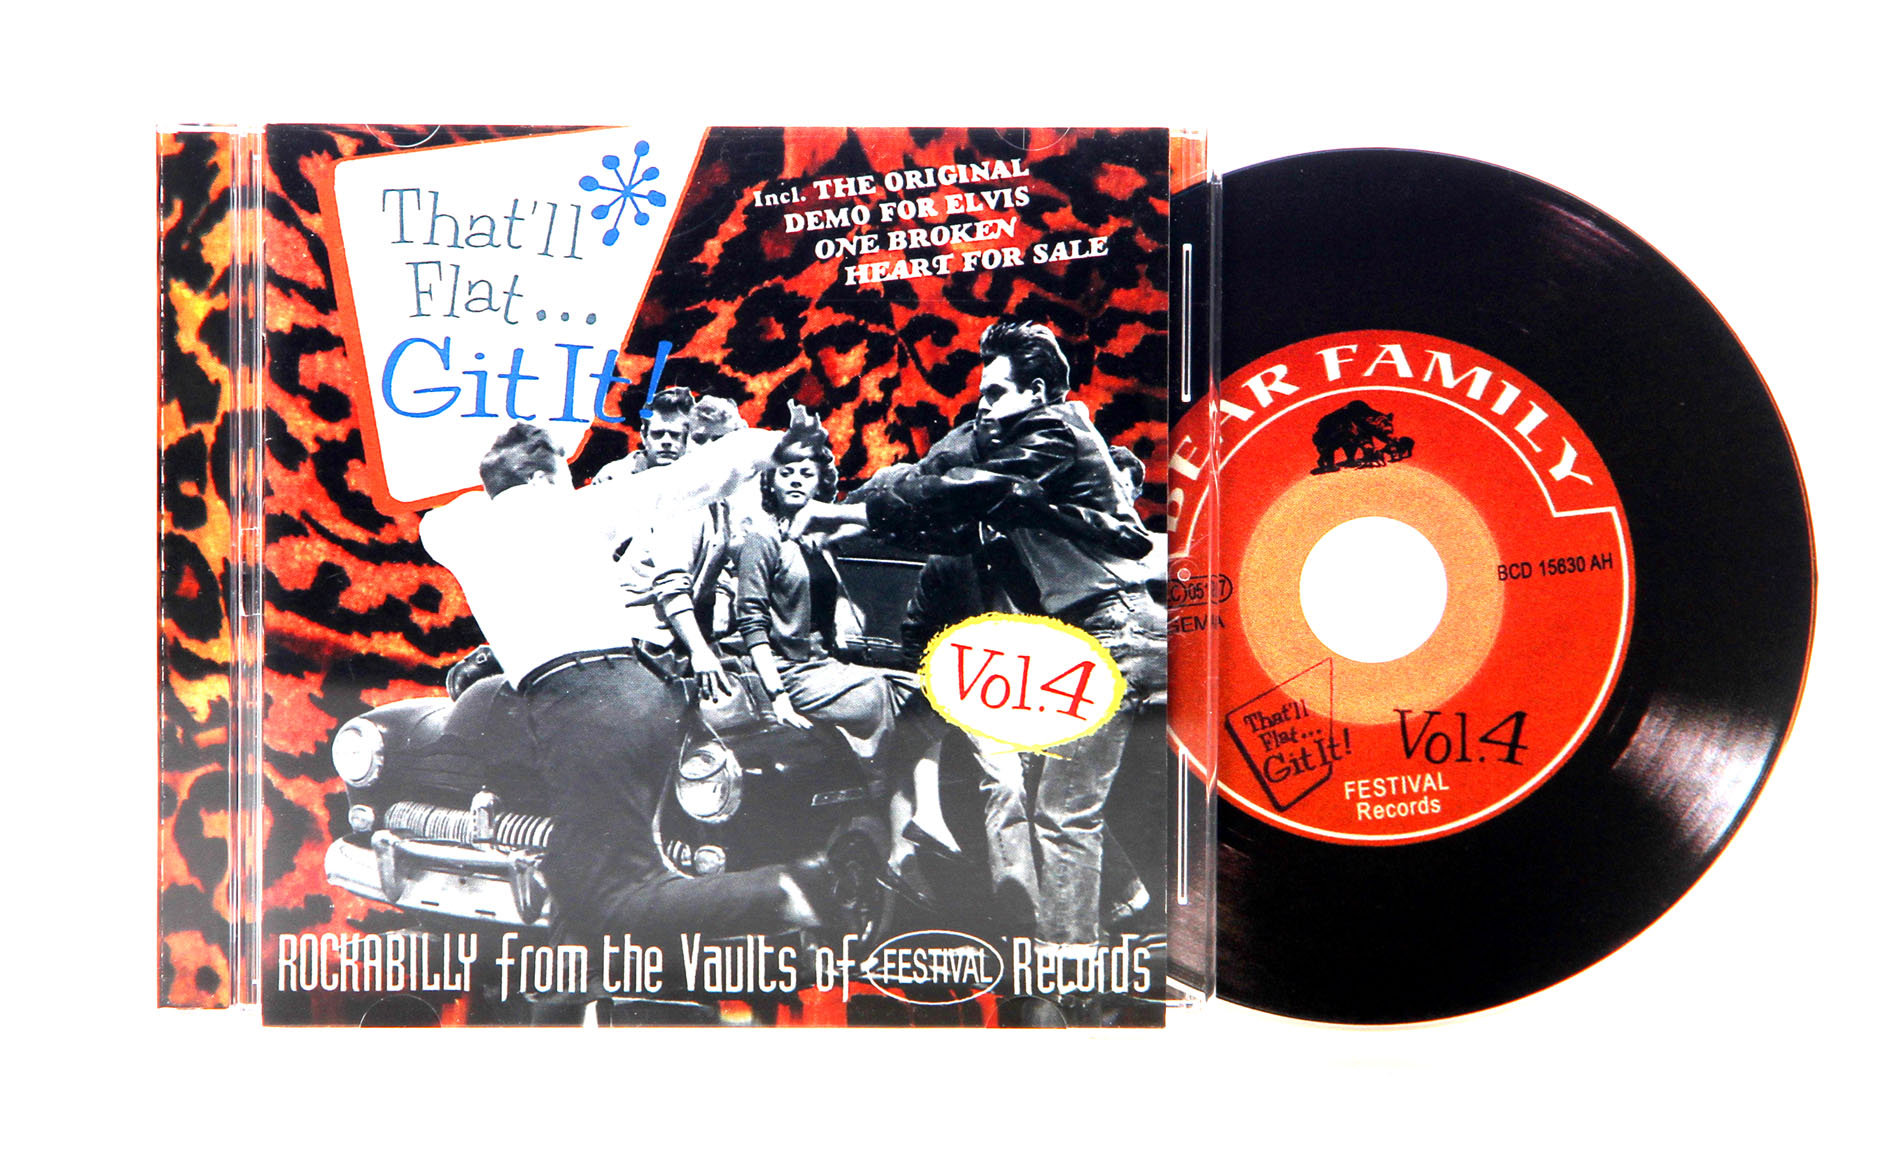 That'll
Flat...
Git It!
Incl. THE ORIGINAL
DEMO FOR ELVIS
ONE BROKEN
HEART FOR SALE
Vol.4
ROCKABILLY from the Vaults of FESTIVAL Records
BEAR FAMILY
BCD 15630 AH
GEMA
That'll
Flat...
Git It!
Vol.4
FESTIVAL
Records